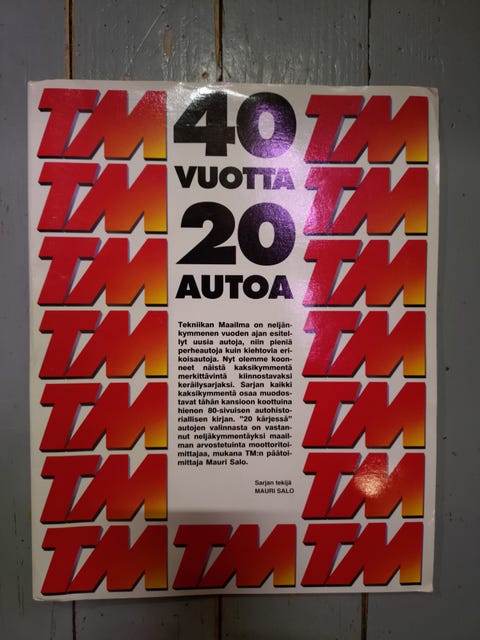 TM 40 TM
TM VUOTTA TM
TM 20 TM
TM AUTOA TM
Tekniikan Maailma on neljän-
kymmenen vuoden ajan esitel-
lyt uusia autoja, niin pieniä
perheautoja kuin kiehtovia eri-
koisautoja. Nyt olemme koon-
neet näistä kaksikymmentä
merkittävintä kiinnostavaksi
keräilysarjaksi. Sarjan kaikki
kaksikymmentä osaa muodos-
tavat tähän kansioon koottuina
hienon 80-sivuisen autohisto-
riallisen kirjan. "20 kärjessä"
autojen valinnasta on vastan-
nut neljäkymmentäyksi maail-
man arvostetuinta moottoritoi-
mittajaa, mukana TM:n päätoi-
mittaja Mauri Salo.
TM TM
TM TM
Sarjan tekijä
MAURI SALO
TM TM TM